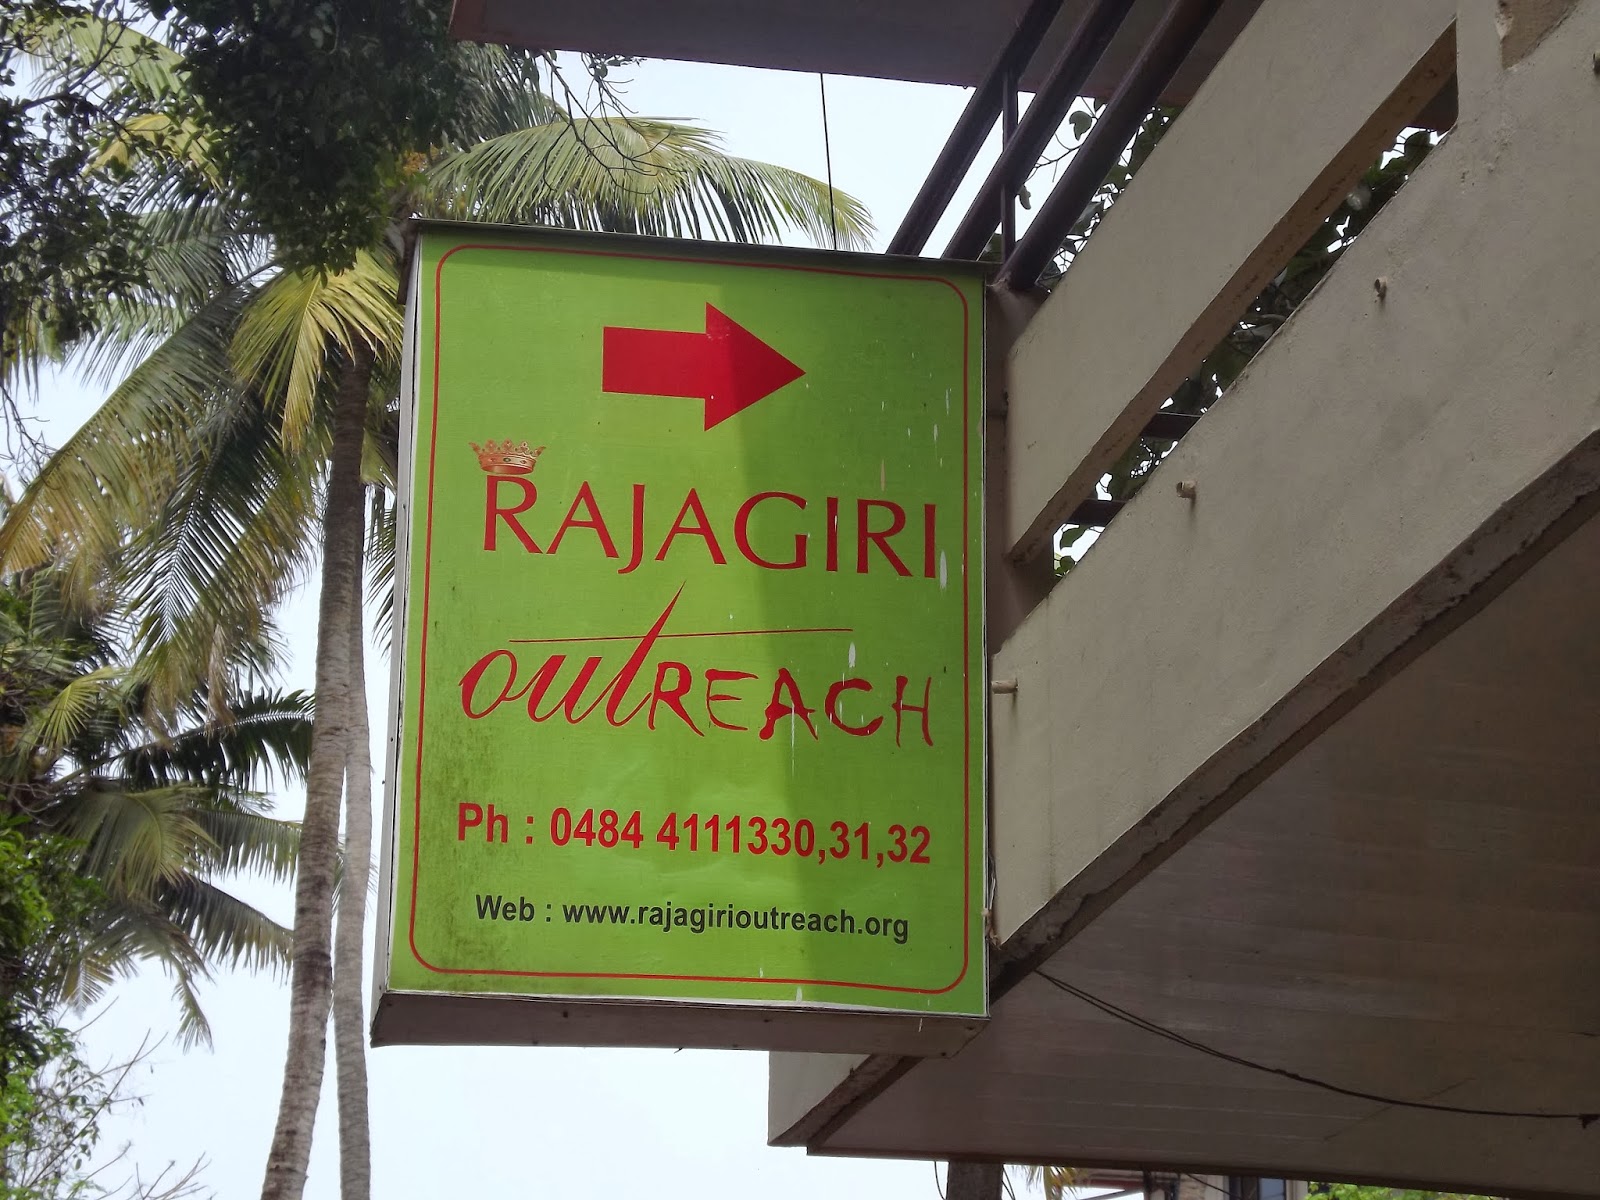 RAJAGIRI
outREACH
Ph : 0484 4111330,31,32
Web : www.rajagirioutreach.org